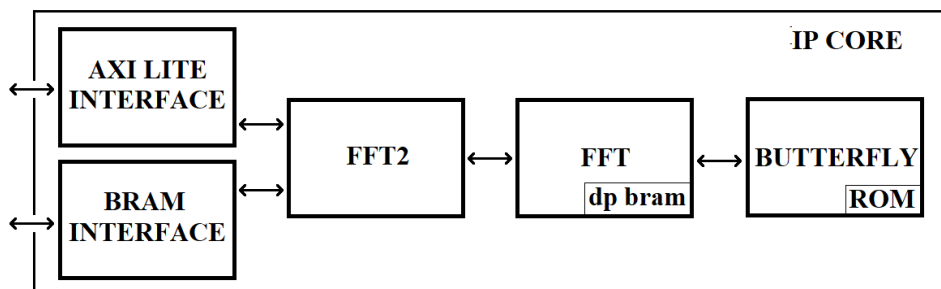 IP CORE
AXI LITE
INTERFACE
FFT2
FFT
dp bram
BUTTERFLY
ROM
BRAM
INTERFACE